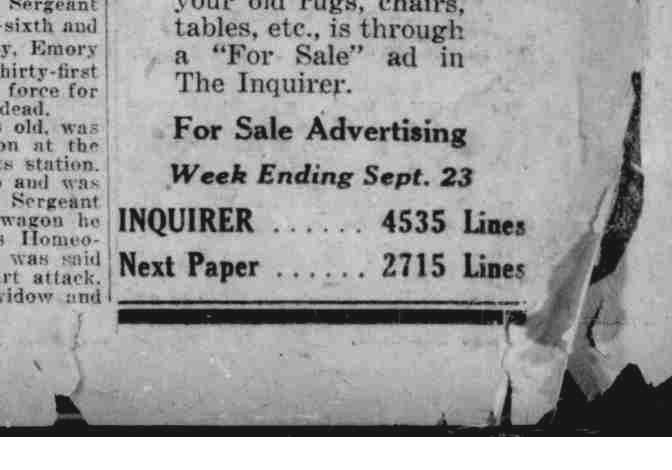 Sergeant
-sixth and
y, Emory
hirty-first
force for
dead.
old, was
on at the
s station.
and was
Sergeant
wagon he
s Homeo-
was said
rt attack.
widow and
your old rugs, chairs,
tables, etc., is through
a “For Sale” ad in
The Inquirer.
For Sale Advertising
Week Ending Sept. 23
INQUIRER ...... 4535 Lines
Next Paper ...... 2715 Lines